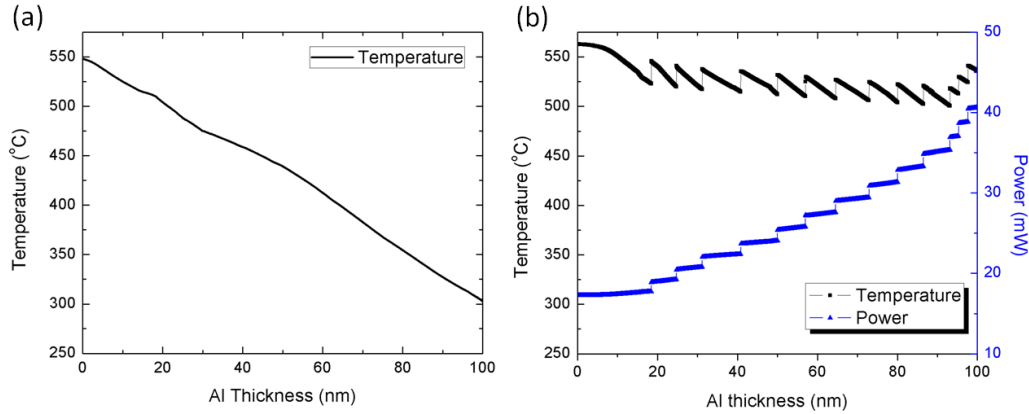 (a)
Temperature
550
500
450
400
350
300
250
Temperature (°C)
0 20 40 60 80 100
Al Thickness (nm)
(b)
550
500
450
400
350
300
250
Temperature (°C)
50
40
30
20
10
Power (mW)
Temperature
Power
0 20 40 60 80 100
Al thickness (nm)